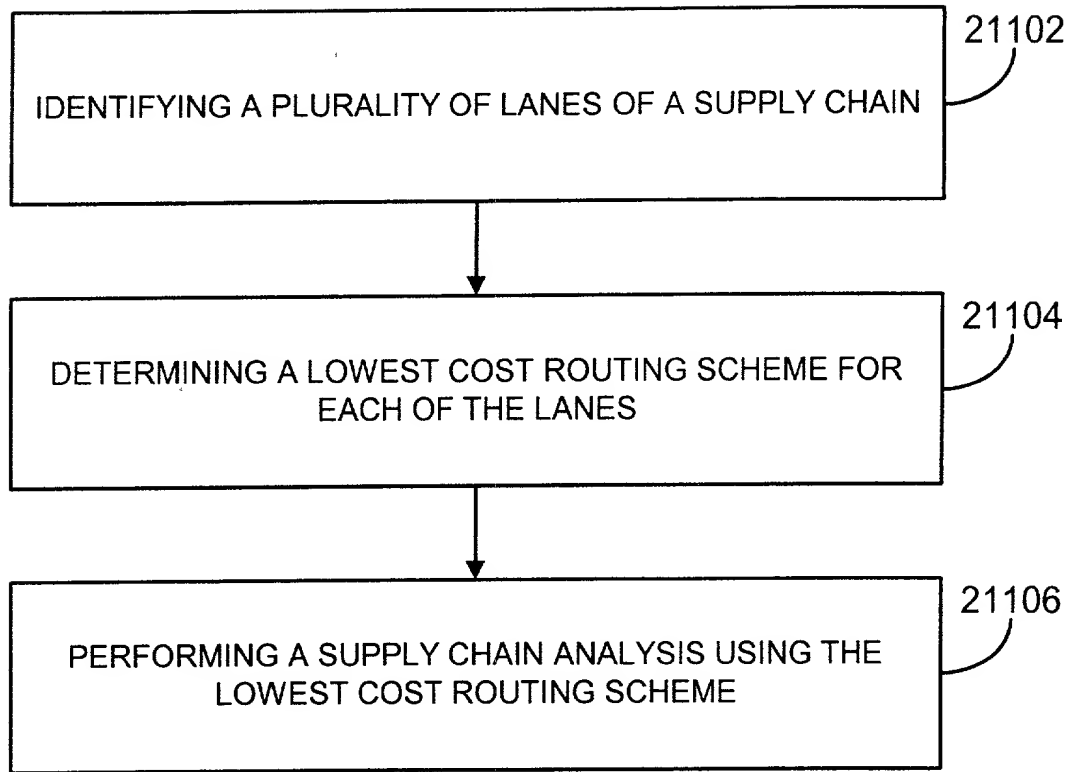 21102
IDENTIFYING A PLURALITY OF LANES OF A SUPPLY CHAIN
21104
DETERMINING A LOWEST COST ROUTING SCHEME FOR
EACH OF THE LANES
21106
PERFORMING A SUPPLY CHAIN ANALYSIS USING THE
LOWEST COST ROUTING SCHEME